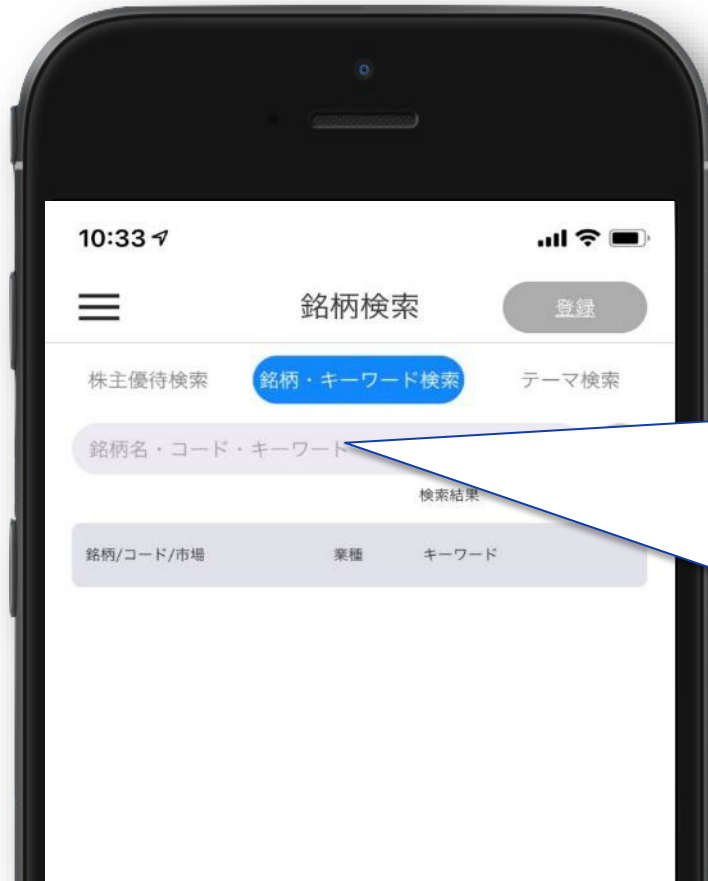 10:33
銘柄検索
登録
株主優待検索
銘柄・キーワード検索
テーマ検索
銘柄名・コード・キーワード
検索結果
銘柄/コード/市場
業種
キーワード